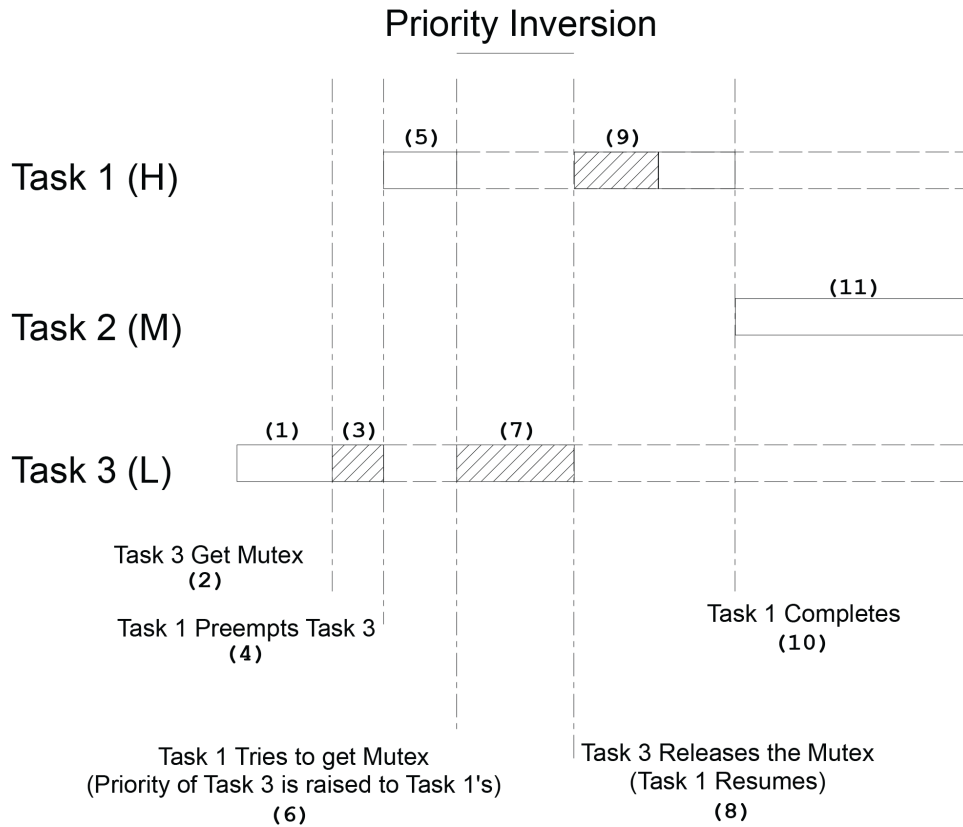 Priority Inversion
(5)
(9)
Task 1 (H)
(11)
Task 2 (M)
(1)
(3)
(7)
Task 3 (L)
Task 3 Get Mutex
(2)
Task 1 Preempts Task 3
(4)
Task 1 Completes
(10)
Task 1 Tries to get Mutex
(Priority of Task 3 is raised to Task 1's)
(6)
Task 3 Releases the Mutex
(Task 1 Resumes)
(8)